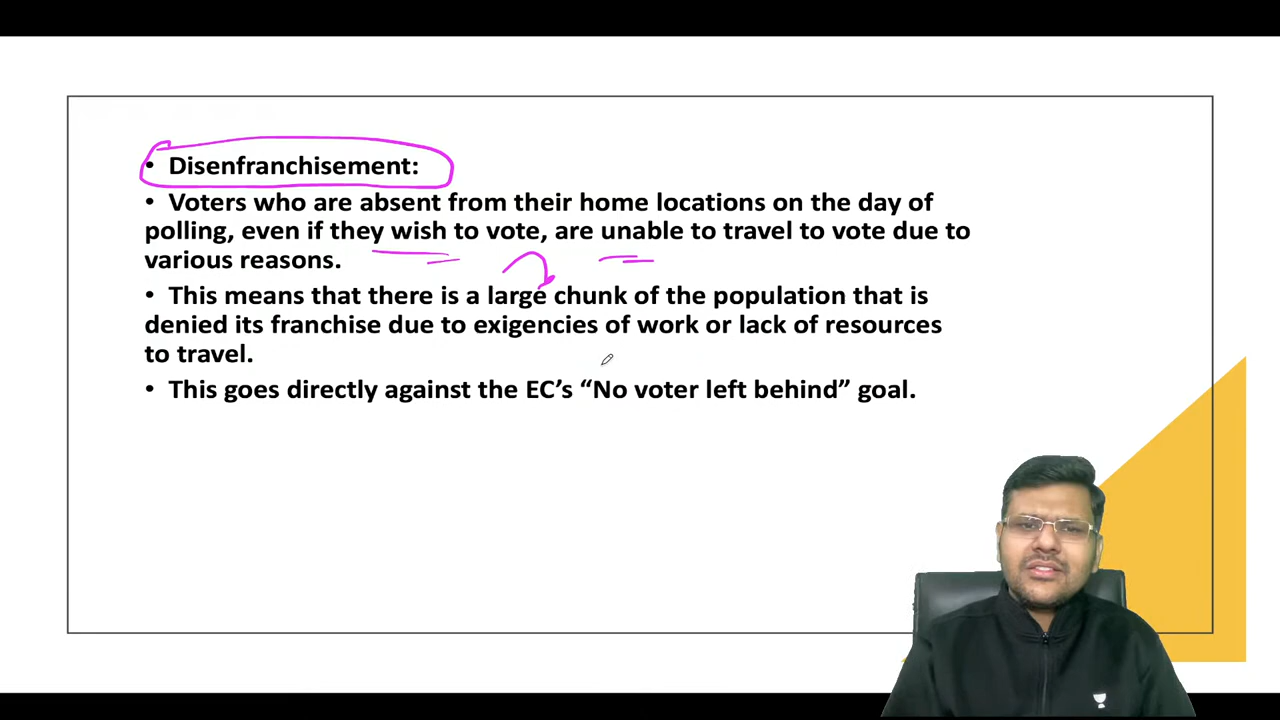 • Disenfranchisement:
• Voters who are absent from their home locations on the day of
polling, even if they wish to vote, are unable to travel to vote due to
various reasons.
• This means that there is a large chunk of the population that is
denied its franchise due to exigencies of work or lack of resources
to travel.
• This goes directly against the EC’s “No voter left behind” goal.